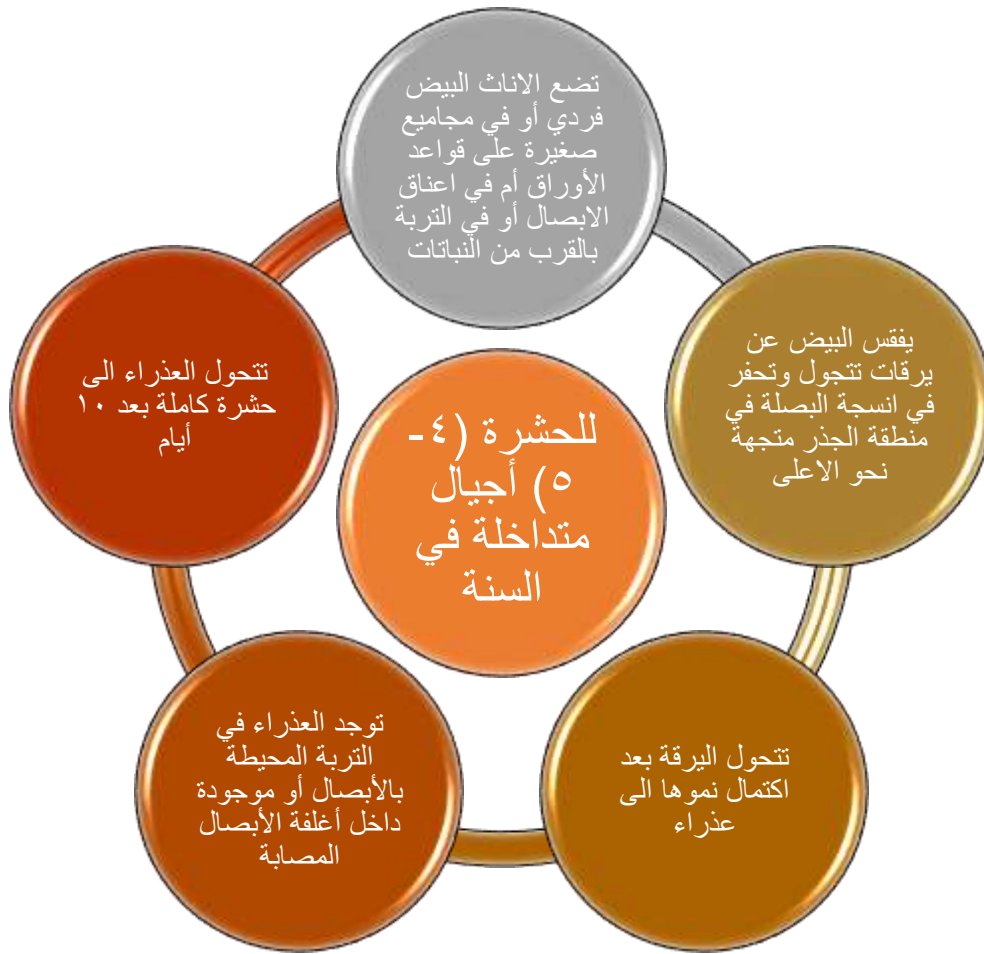 تضع الاناث البيض
فردي أو في مجاميع
صغيرة على قواعد
الأوراق أم في اعناق
الابصال أو في التربة
بالقرب من النباتات
يفقس البيض عن
يرقات تتجول وتحفر
في انسجة البصلة في
منطقة الجذر متجهة
نحو الاعلى
تتحول اليرقة بعد
اكتمال نموها الى
عذراء
توجد العذراء في
التربة المحيطة
بالأبصال أو موجودة
داخل أغلفة الأبصال
المصابة
تتحول العذراء الى
حشرة كاملة بعد ١٠
أيام
للحشرة (٤-
٥) أجيال
متداخلة في
السنة